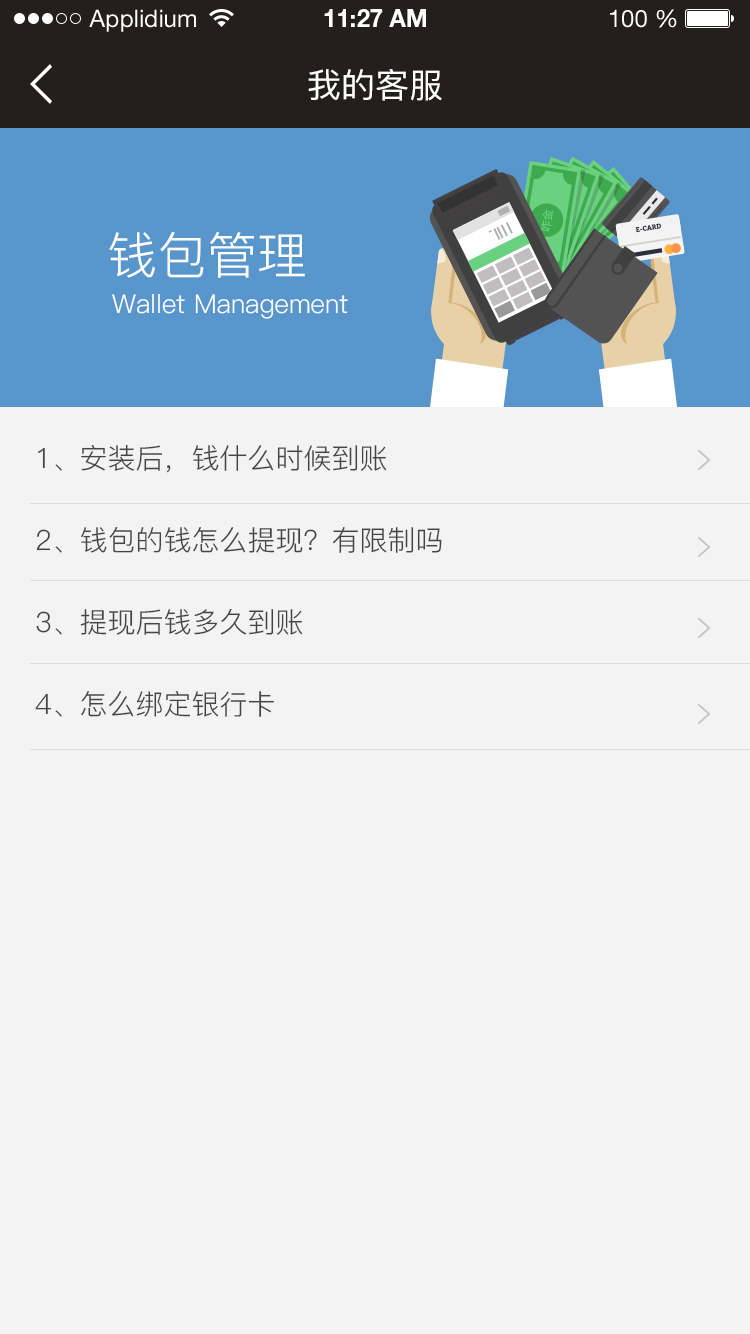 Applidium 11:27 AM 100 %
我的客服
钱包管理
Wallet Management
E-CARD
1、安装后，钱什么时候到账
2、钱包的钱怎么提现？有限制吗
3、提现后钱多久到账
4、怎么绑定银行卡